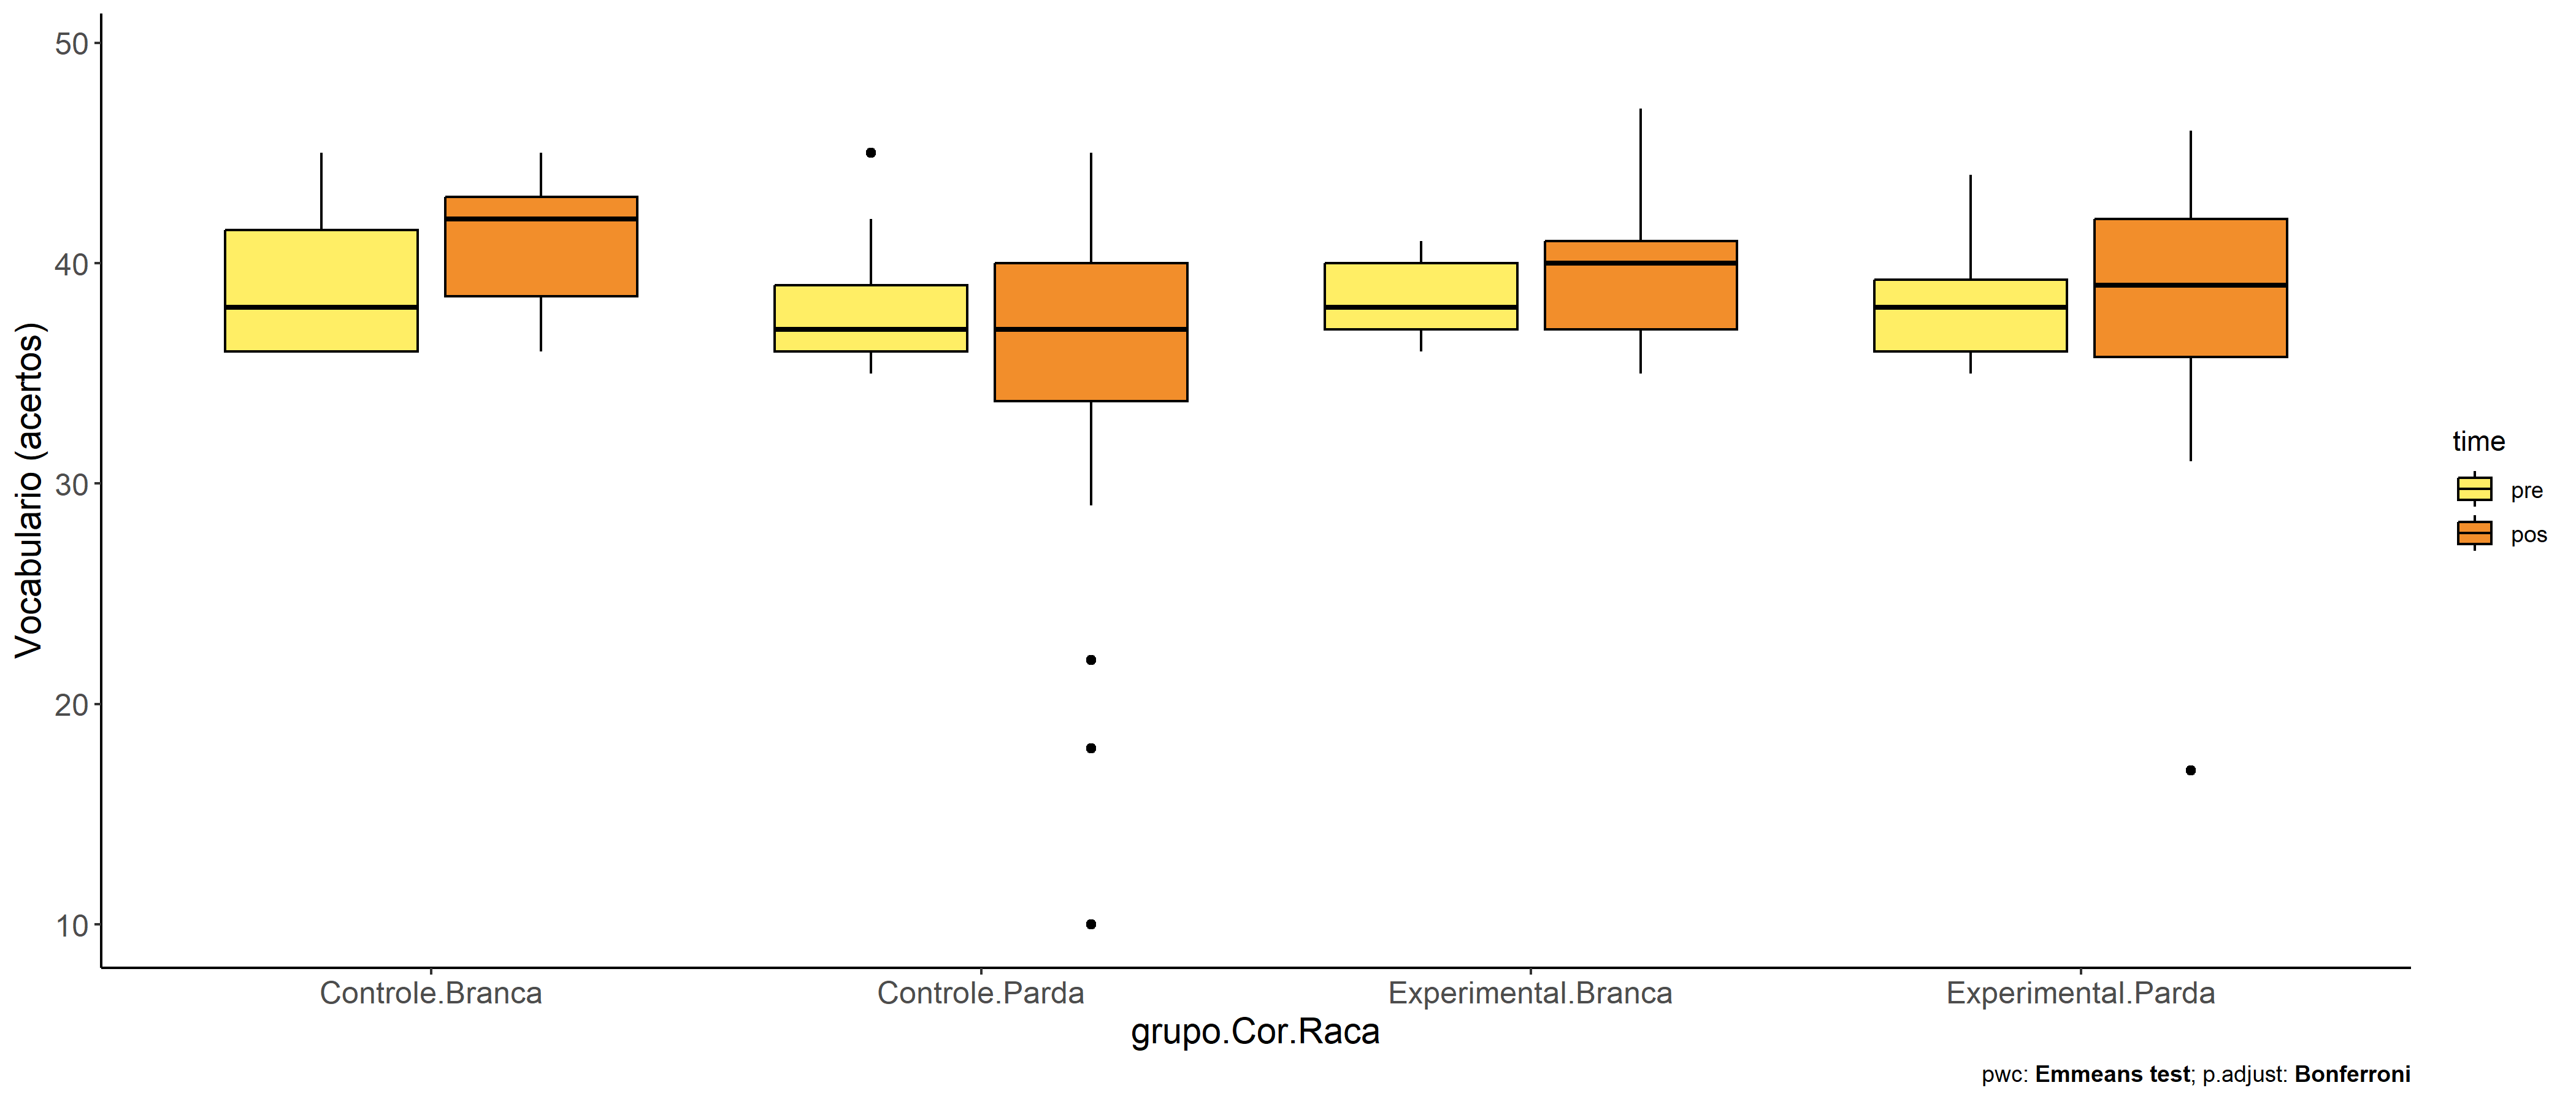 Vocabulario (acertos)
50
40
30
20
10
Controle.Branca
Controle.Parda
Experimental.Branca
Experimental.Parda
grupo.Cor.Raca
time
pre
pos
pwc: Emmeans test; p.adjust: Bonferroni